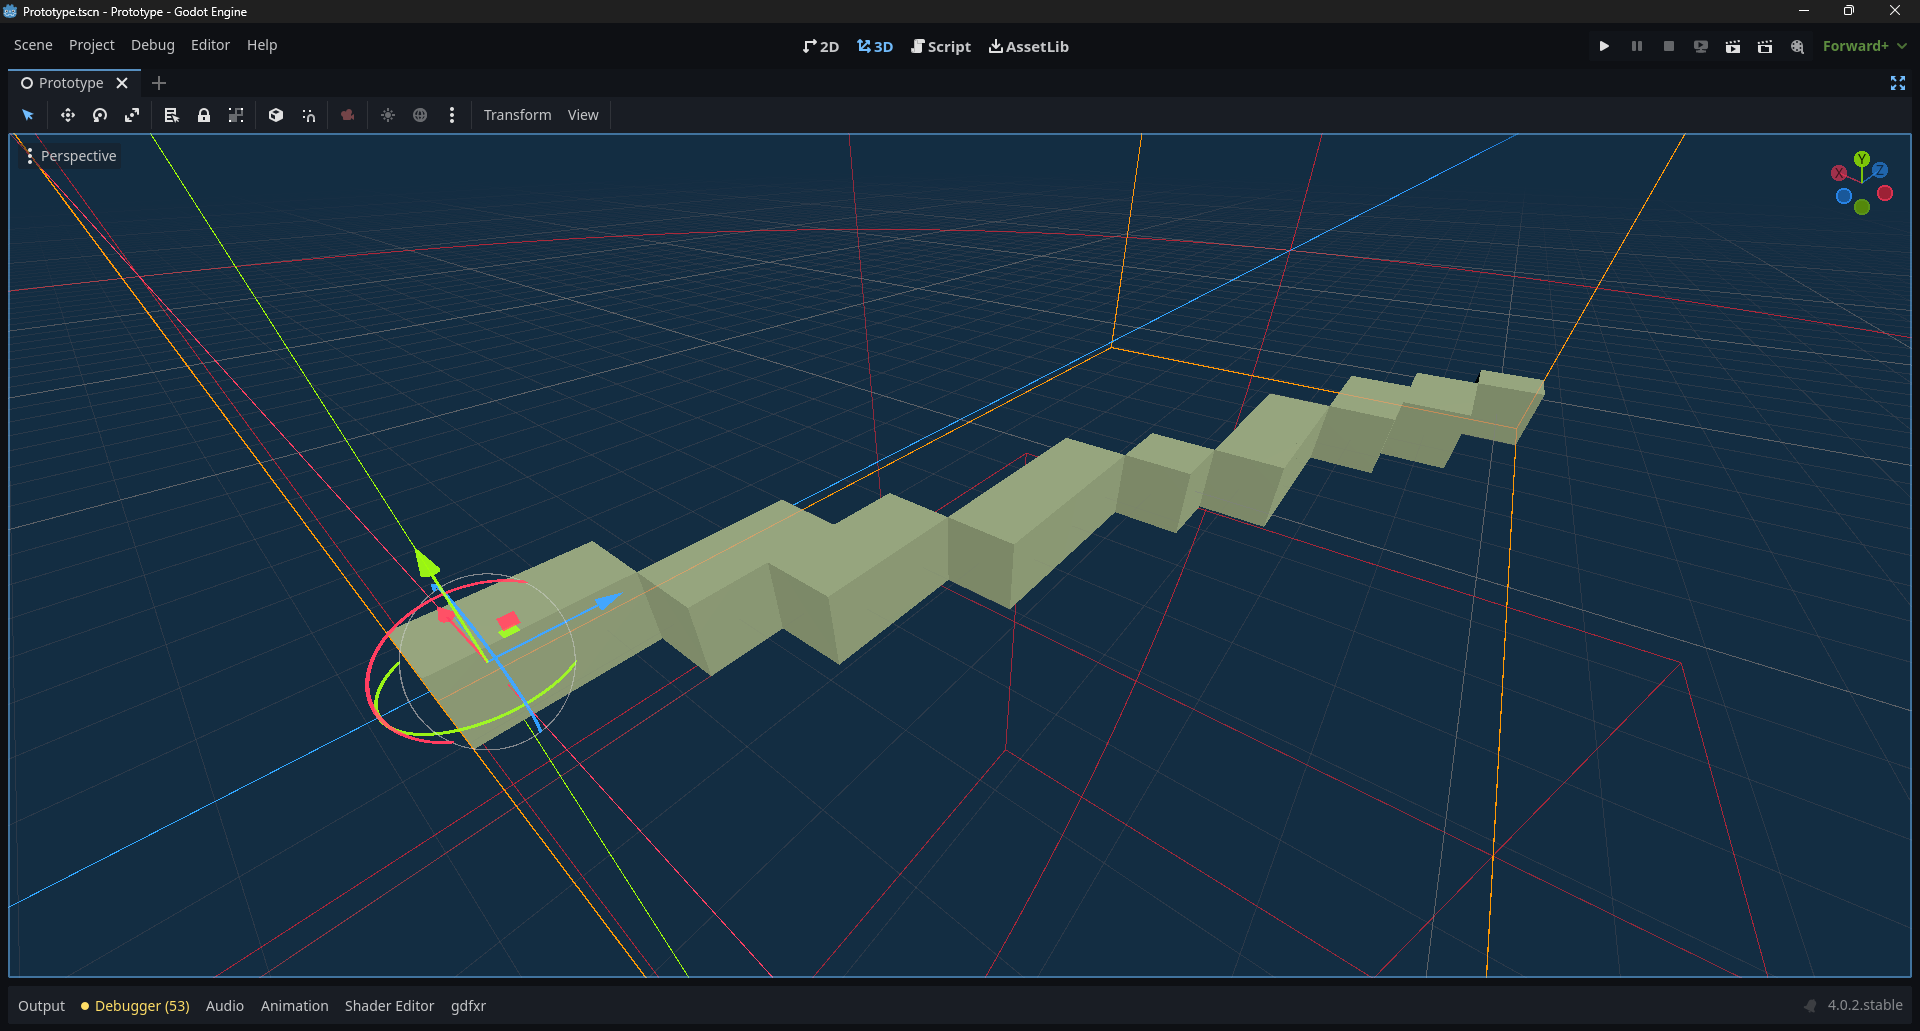 Prototype.tscn - Prototype - Godot Engine
Scene Project Debug Editor Help
2D 3D Script AssetLib
Forward+
Prototype
Transform View
Perspective
Y
X Z
Output Debugger (53) Audio Animation Shader Editor gdfxr
4.0.2.stable